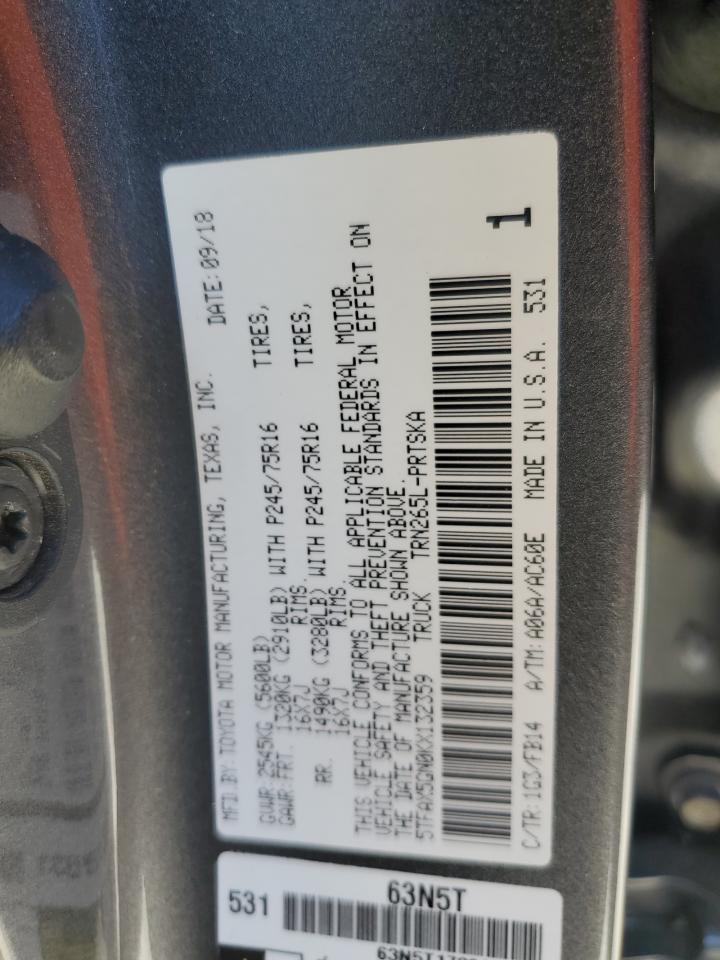 MFD.BY:TOYOTA MOTOR MANUFACTURING, TEXAS, INC. DATE:09/18
GVWR:2545KG (5600LB)
GAWR:FRT. 1320KG (2910LB) WITH P245/75R16 TIRES,
16X7J RIMS.
RR. 1490KG (3280LB) WITH P245/75R16 TIRES,
16X7J RIMS.
THIS VEHICLE CONFORMS TO ALL APPLICABLE FEDERAL MOTOR
VEHICLE SAFETY AND THEFT PREVENTION STANDARDS IN EFFECT ON
THE DATE OF MANUFACTURE SHOWN ABOVE.
5TFAX5GN0KX132359 TRUCK TRN265L-PRTSKA
1
C/TR:1G3/FB14 A/TM:A06A/AC60E MADE IN U.S.A. 531
531 63N5T